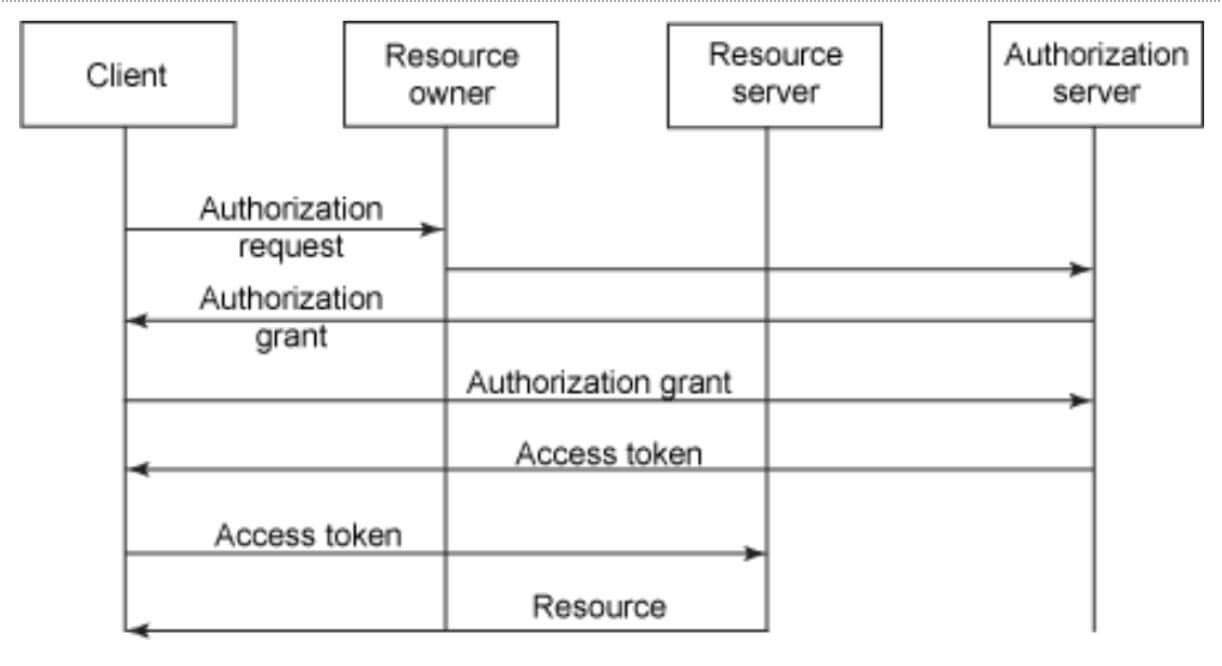 Client
Resource
owner
Resource
server
Authorization
server
Authorization
request
Authorization
grant
Authorization grant
Access token
Access token
Resource